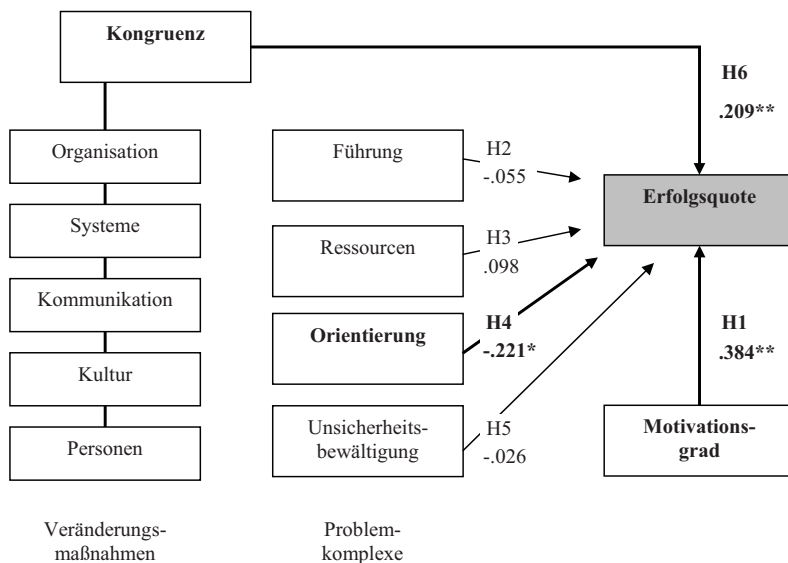 Kongruenz
H6
.209**
Organisation
Systeme
Kommunikation
Kultur
Personen
Veränderungs-
maßnahmen
Führung
H2
-.055
Ressourcen
H3
.098
Orientierung
H4
-.221*
Unsicherheits-
bewältigung
H5
-.026
Problem-
komplexe
Erfolgsquote
H1
.384**
Motivations-
grad